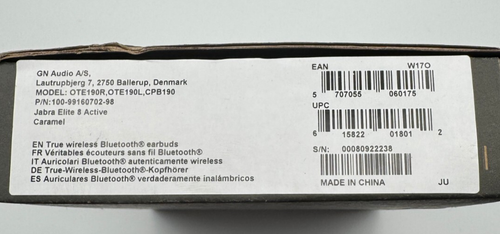 GN Audio A/S,
Lautrupbjerg 7, 2750 Ballerup, Denmark
MODEL: OTE190R,OTE190L,CPB190
P/N:100-99160702-98
Jabra Elite 8 Active
Caramel
EN True wireless Bluetooth® earbuds
FR Véritables écouteurs sans fil Bluetooth®
IT Auricolari Bluetooth® autenticamente wireless
DE True-Wireless-Bluetooth®-Kopfhörer
ES Auriculares Bluetooth® verdaderamente inalámbricos
EAN W17O
5 707055 060175
UPC
6 15822 01801 2
S/N: 00080922238
MADE IN CHINA JU